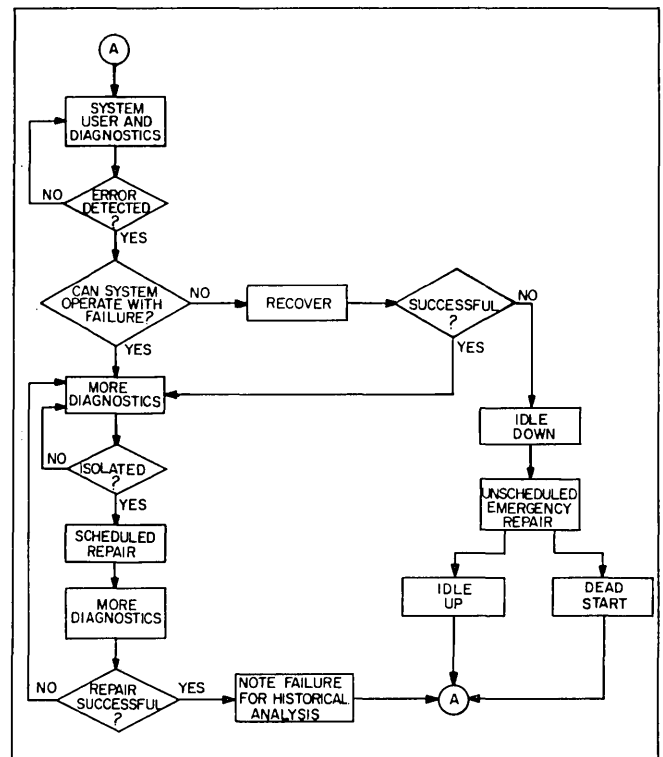 A
SYSTEM
USER AND
DIAGNOSTICS
NO
ERROR
DETECTED
?
YES
CAN SYSTEM
OPERATE WITH
FAILURE?
NO
RECOVER
SUCCESSFUL
?
NO
YES
YES
MORE
DIAGNOSTICS
NO
ISOLATED
?
YES
IDLE
DOWN
UNSCHEDULED
EMERGENCY
REPAIR
SCHEDULED
REPAIR
MORE
DIAGNOSTICS
IDLE
UP
DEAD
START
NO
REPAIR
SUCCESSFUL
?
YES
NOTE FAILURE
FOR HISTORICAL
ANALYSIS
A